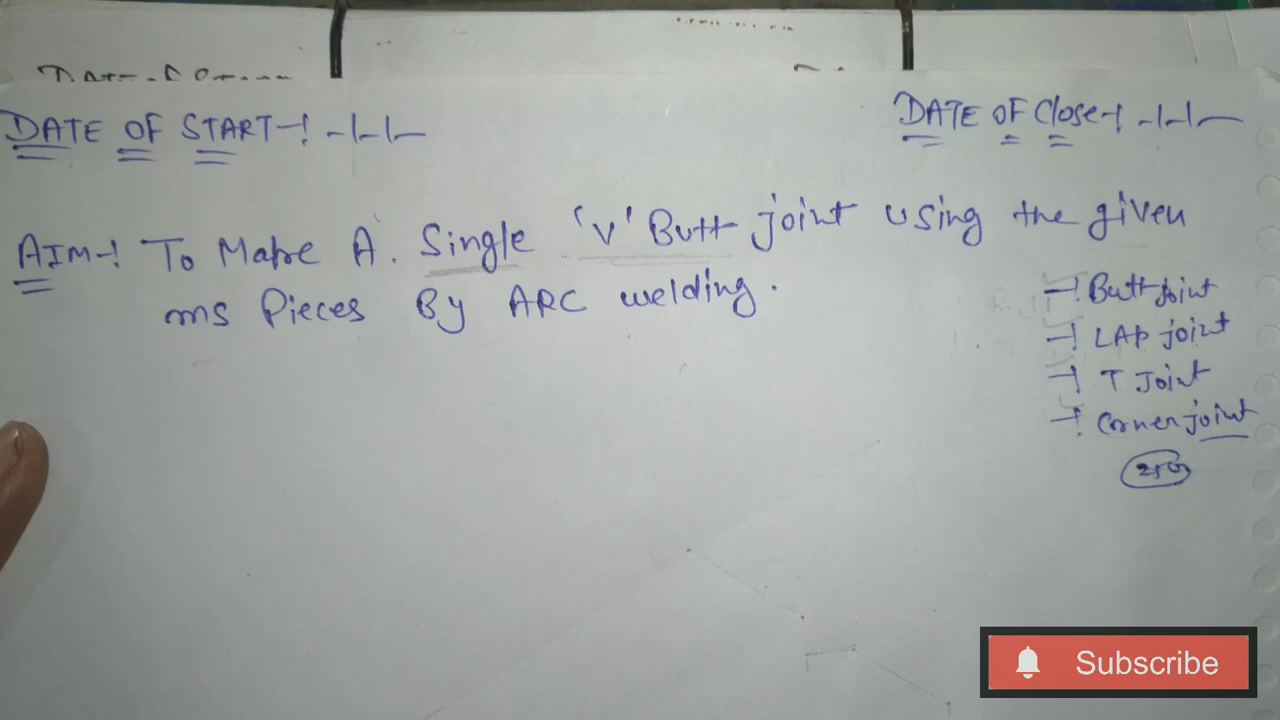 DATE OF START-! -/-/-
DATE OF Close-! -/-/-
AIM-! To Make A. Single 'V' Butt joint using the given
ms Pieces By ARC welding.
-! Butt joint
-! LAP joint
-! T Joint
-! Corner joint
Subscribe